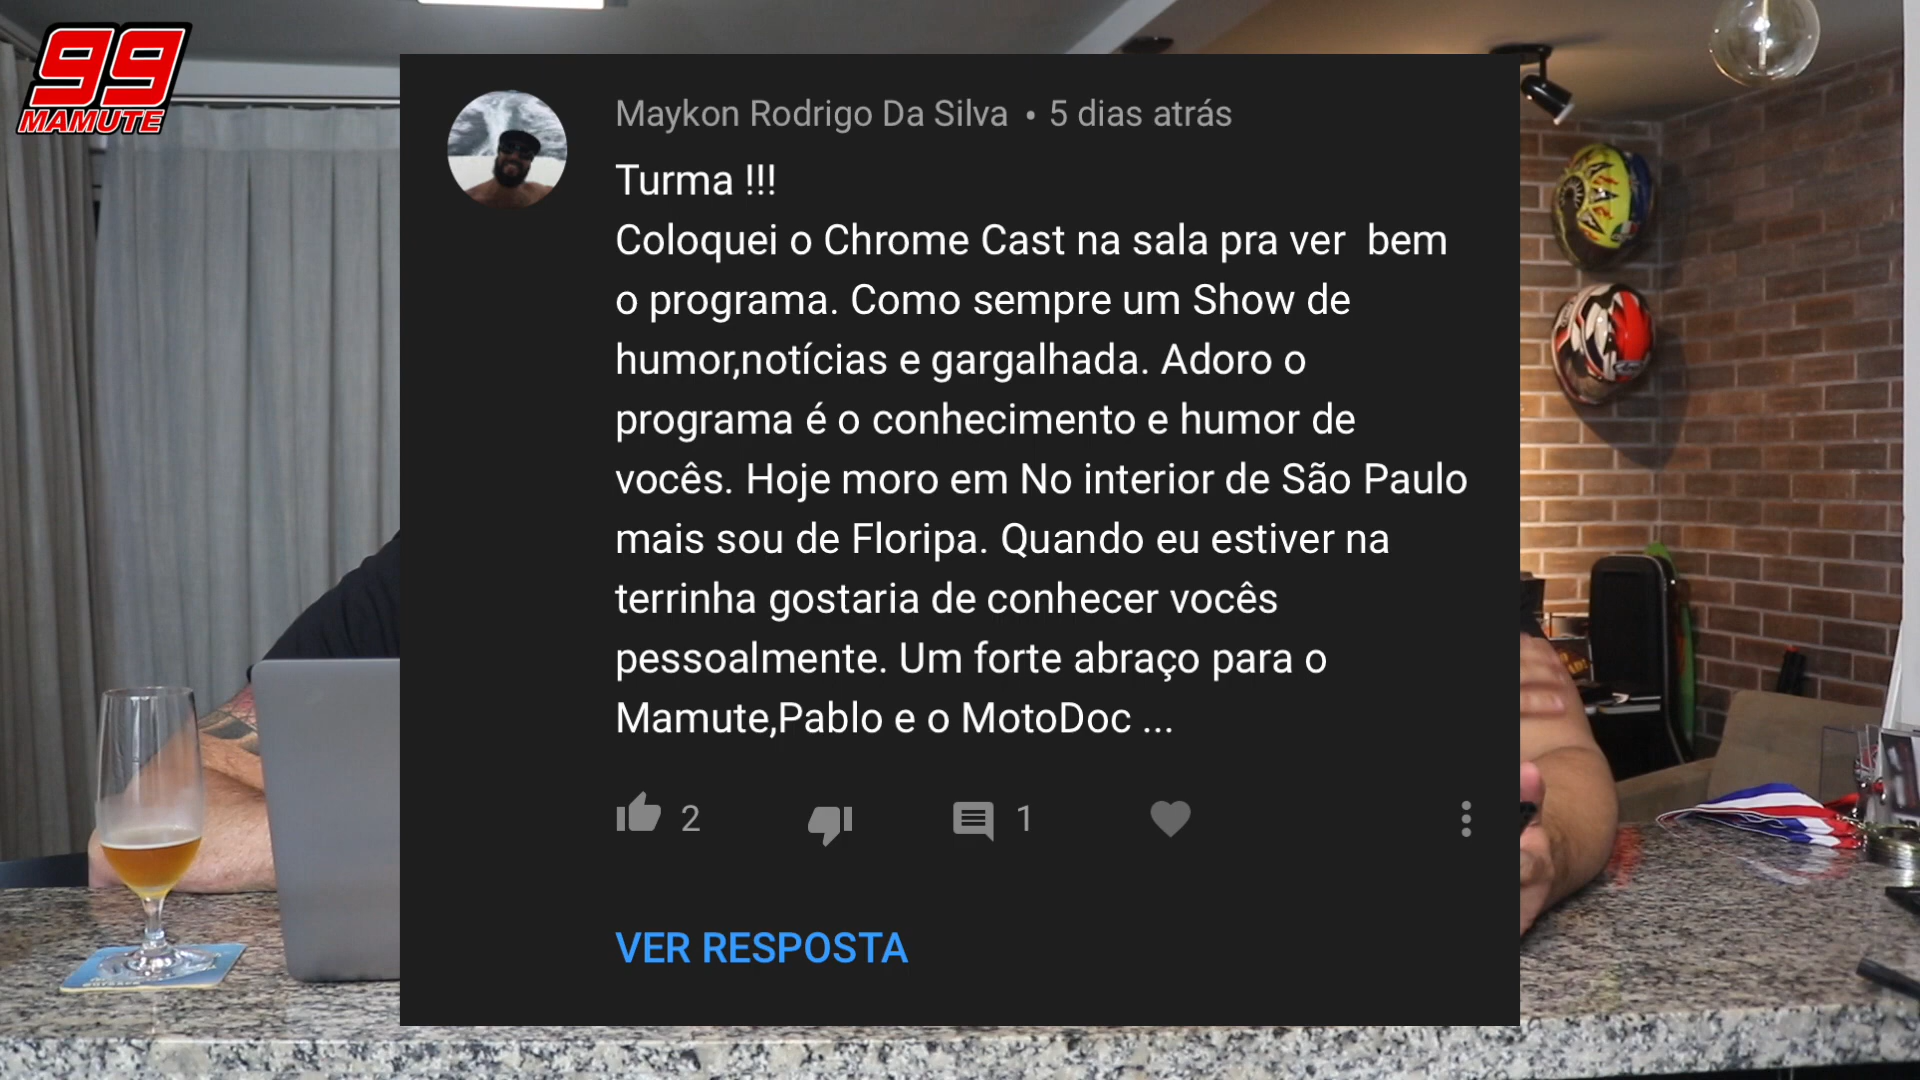 99
MAMUTE
Maykon Rodrigo Da Silva • 5 dias atrás
Turma !!!
Coloquei o Chrome Cast na sala pra ver  bem
o programa. Como sempre um Show de
humor,notícias e gargalhada. Adoro o
programa é o conhecimento e humor de
vocês. Hoje moro em No interior de São Paulo
mais sou de Floripa. Quando eu estiver na
terrinha gostaria de conhecer vocês
pessoalmente. Um forte abraço para o
Mamute,Pablo e o MotoDoc ...
2
1
VER RESPOSTA